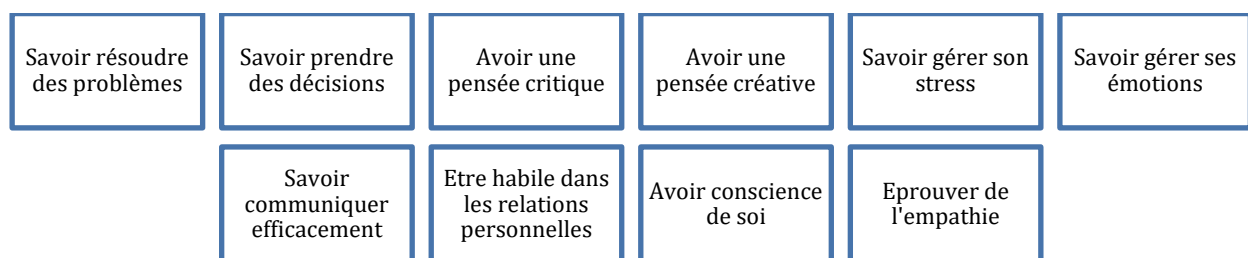 Savoir résoudre
des problèmes
Savoir prendre
des décisions
Avoir une
pensée critique
Avoir une
pensée créative
Savoir gérer son
stress
Savoir gérer ses
émotions
Savoir
communiquer
efficacement
Etre habile dans
les relations
personnelles
Avoir conscience
de soi
Eprouver de
l'empathie